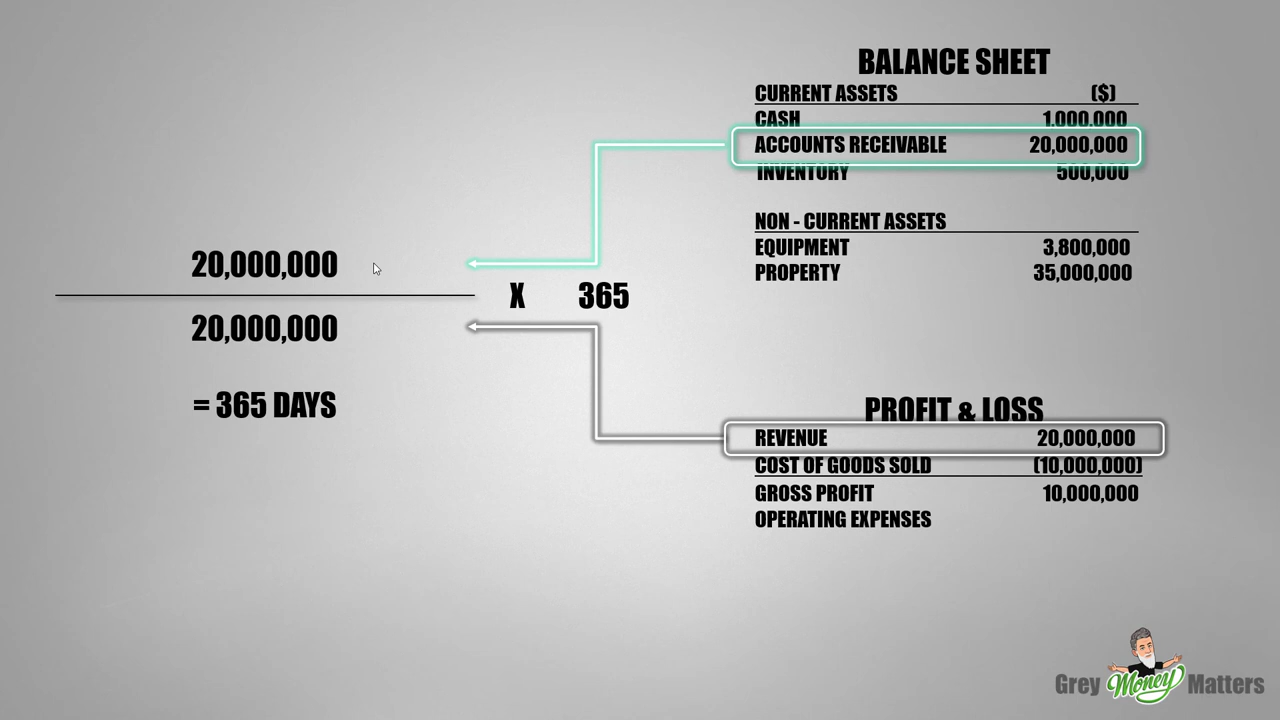 BALANCE SHEET
CURRENT ASSETS ($)
CASH 1,000,000
ACCOUNTS RECEIVABLE 20,000,000
INVENTORY 500,000
NON - CURRENT ASSETS
EQUIPMENT 3,800,000
PROPERTY 35,000,000
20,000,000
X 365
20,000,000
= 365 DAYS
PROFIT & LOSS
REVENUE 20,000,000
COST OF GOODS SOLD (10,000,000)
GROSS PROFIT 10,000,000
OPERATING EXPENSES
Grey Money Matters